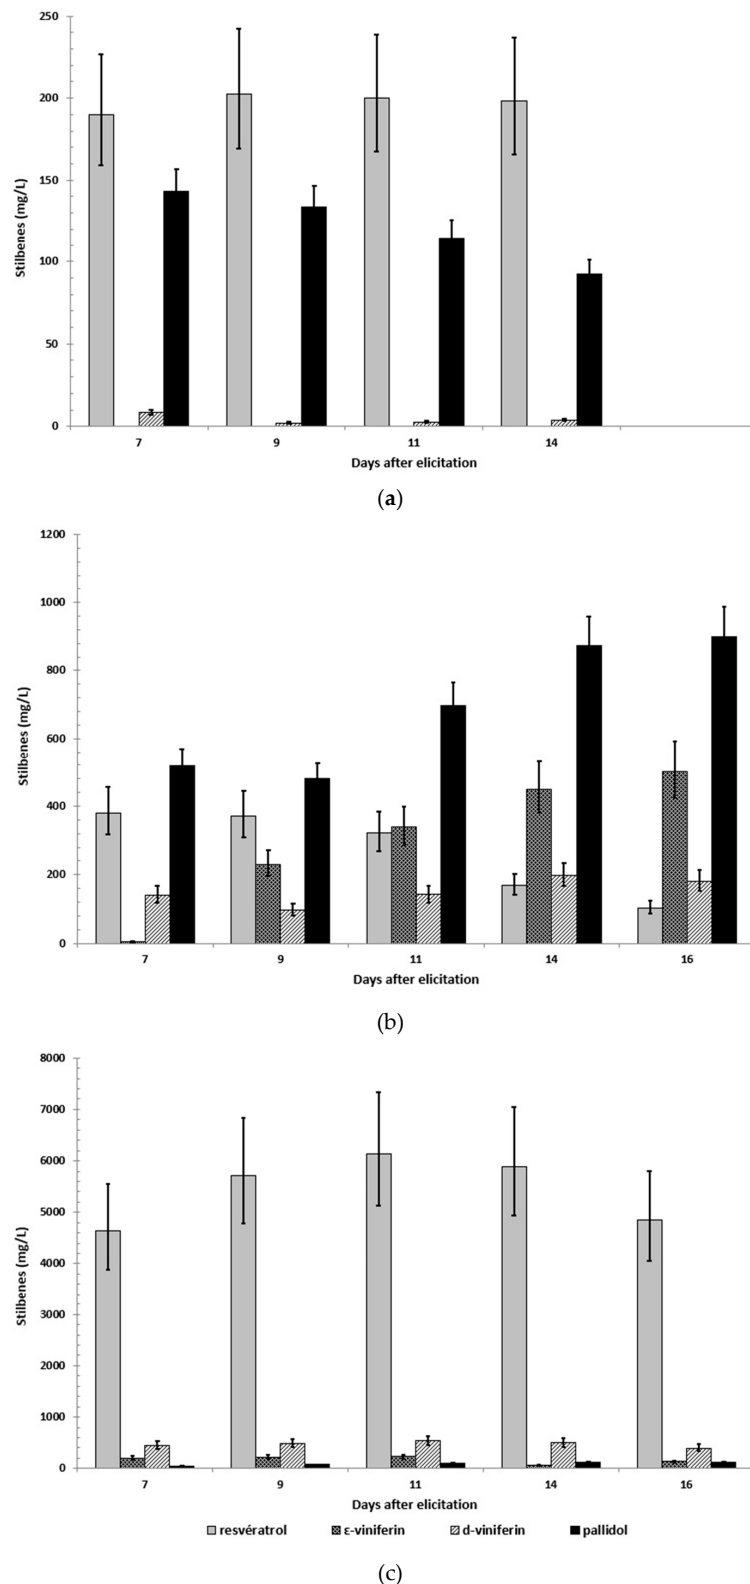 250
200
150
100
50
0
Stilbenes (mg/L)
7 9 11 14
Days after elicitation
(a)
1200
1000
800
600
400
200
0
Stilbenes (mg/L)
7 9 11 14 16
Days after elicitation
(b)
8000
7000
6000
5000
4000
3000
2000
1000
0
Stilbenes (mg/L)
7 9 11 14 16
Days after elicitation
resvératrol ε-viniferin d-viniferin pallidol
(c)